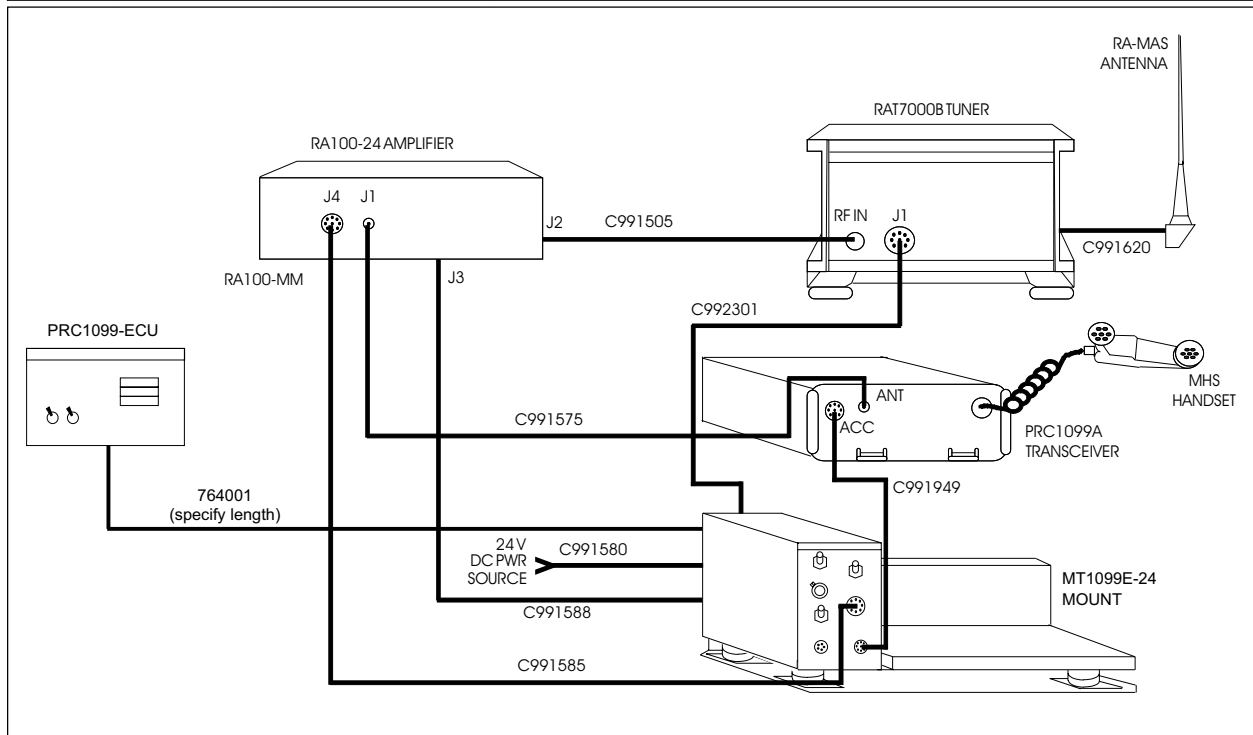 RA-MAS
ANTENNA
RAT7000B TUNER
RA100-24 AMPLIFIER
J4
J1
J2
C991505
RF IN
J1
C991620
RA100-MM
J3
C992301
PRC1099-ECU
ANT
MHS
HANDSET
C991575
ACC
PRC1099A
TRANSCEIVER
C991949
764001
(specify length)
24 V
DC PWR
SOURCE
C991580
MT1099E-24
MOUNT
C991588
C991585